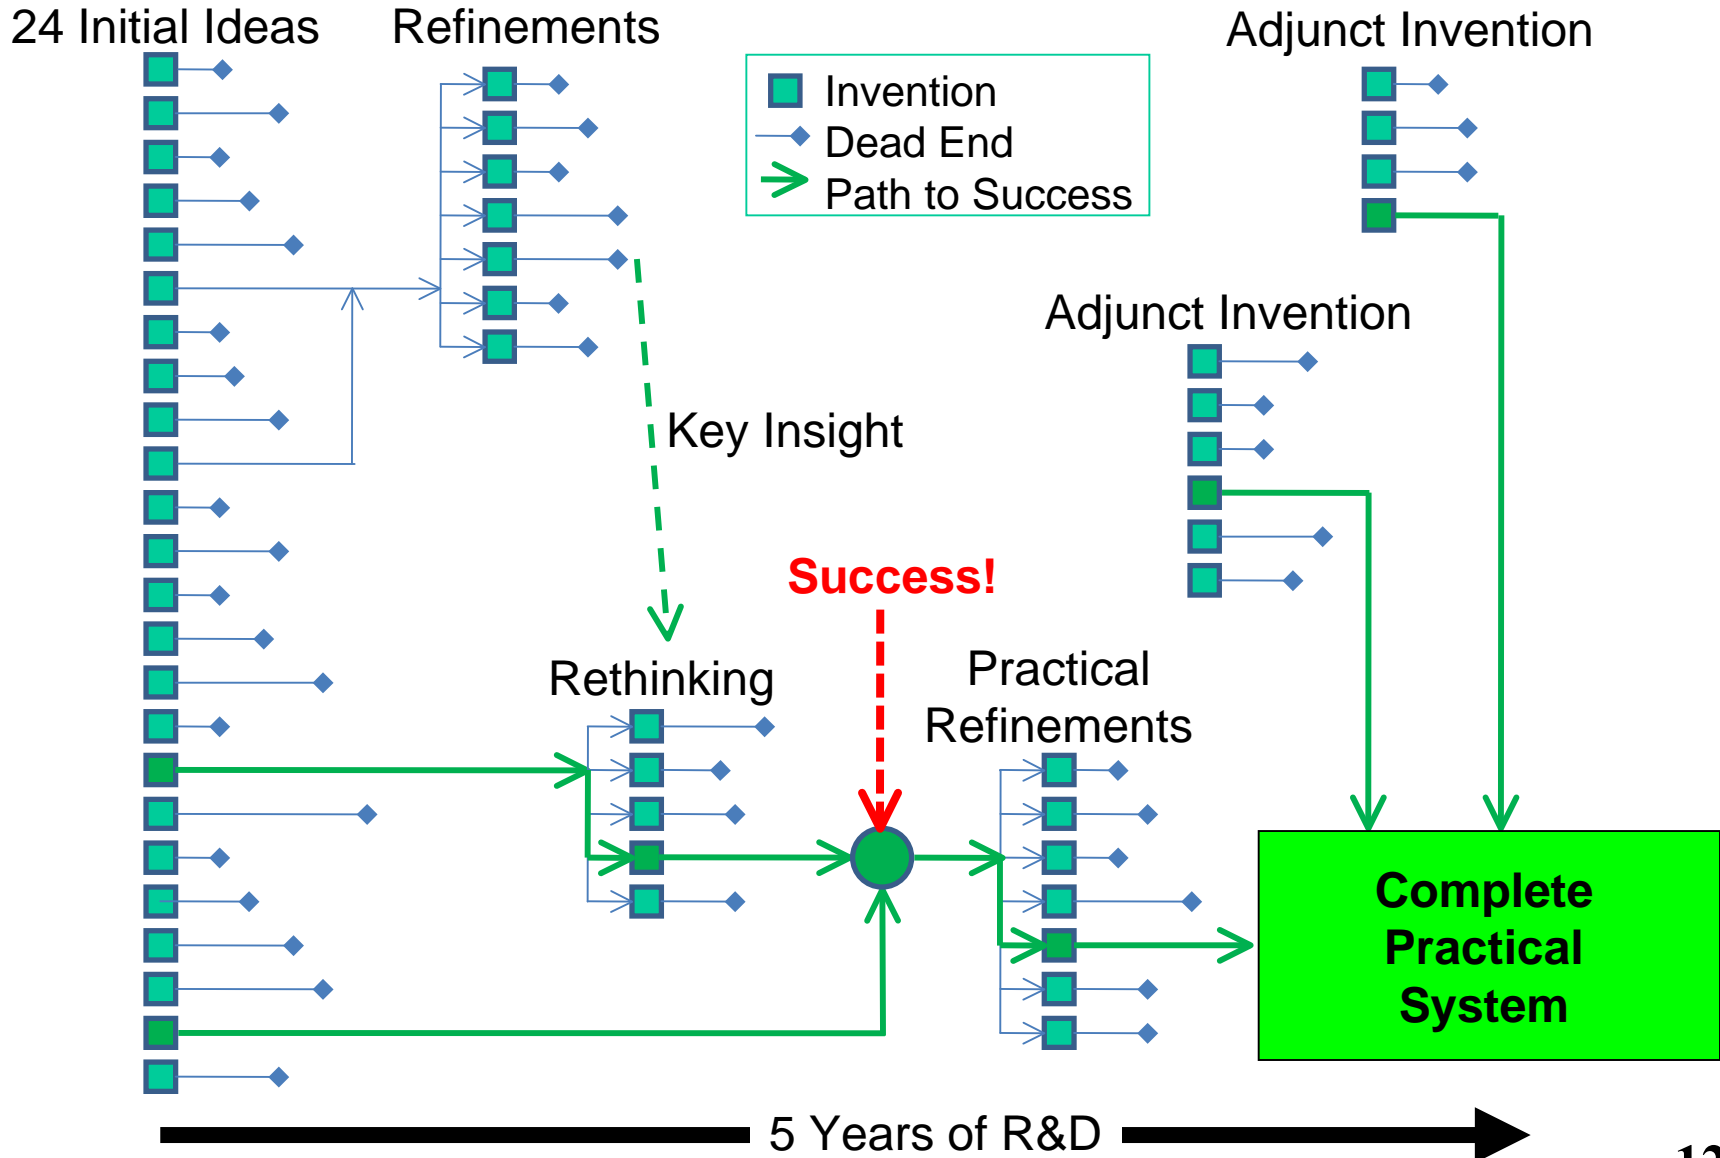 24 Initial Ideas
Refinements
Adjunct Invention
Invention
Dead End
Path to Success
Adjunct Invention
Key Insight
Success!
Rethinking
Practical
Refinements
Complete
Practical
System
5 Years of R&D
12